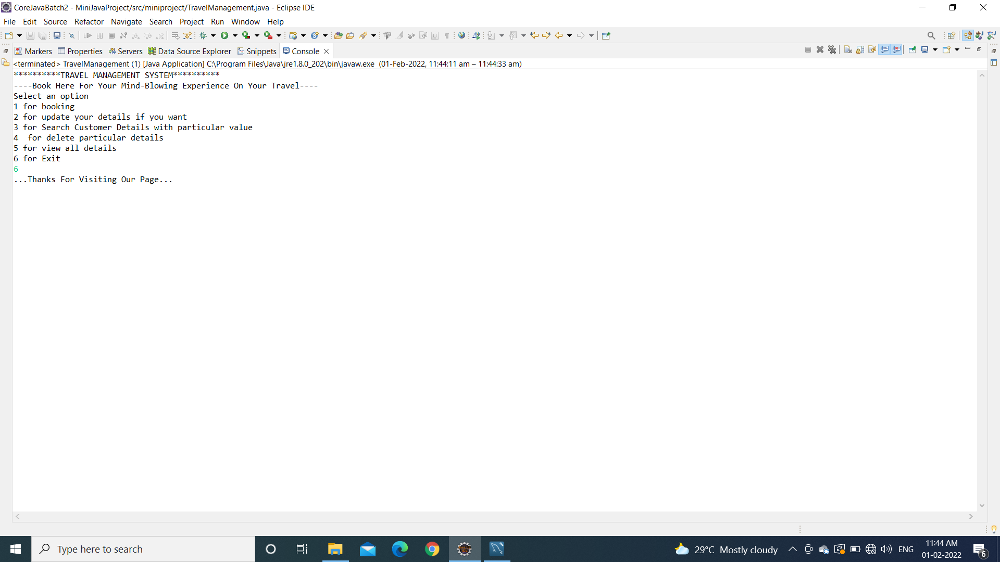 CoreJavaBatch2 - MiniJavaProject/src/miniproject/TravelManagement.java - Eclipse IDE
File Edit Source Refactor Navigate Search Project Run Window Help
Markers Properties Servers Data Source Explorer Snippets Console
<terminated> TravelManagement (1) [Java Application] C:\Program Files\Java\jre1.8.0_202\bin\javaw.exe (01-Feb-2022, 11:44:11 am – 11:44:33 am)
**********TRAVEL MANAGEMENT SYSTEM**********
----Book Here For Your Mind-Blowing Experience On Your Travel----
Select an option
1 for booking
2 for update your details if you want
3 for Search Customer Details with particular value
4  for delete particular details
5 for view all details
6 for Exit
6
...Thanks For Visiting Our Page...
Type here to search
29°C Mostly cloudy
ENG
11:44 AM
01-02-2022
6